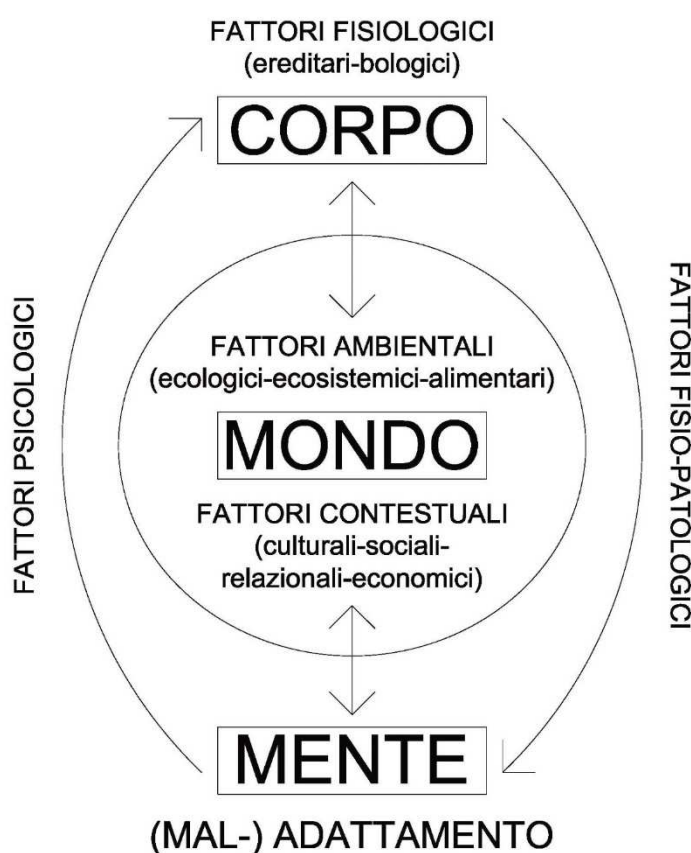 FATTORI FISIOLOGICI
(ereditari-bologici)
CORPO
FATTORI PSICOLOGICI
FATTORI FISIO-PATOLOGICI
FATTORI AMBIENTALI
(ecologici-ecosistemici-alimentari)
MONDO
FATTORI CONTESTUALI
(culturali-sociali-
relazionali-economici)
MENTE
(MAL-) ADATTAMENTO